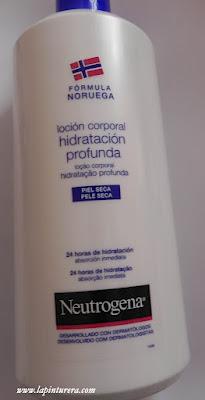 FÓRMULA
NORUEGA
loción corporal
hidratación
profunda
loção corporal
hidratação profunda
PIEL SECA
PELE SECA
24 horas de hidratación
absorción inmediata
24 horas de hidratação
absorção imediata
Neutrogena®
DESARROLLADO CON DERMATÓLOGOS
DESENVOLVIDO COM DERMATOLOGISTAS
www.lapinturera.com